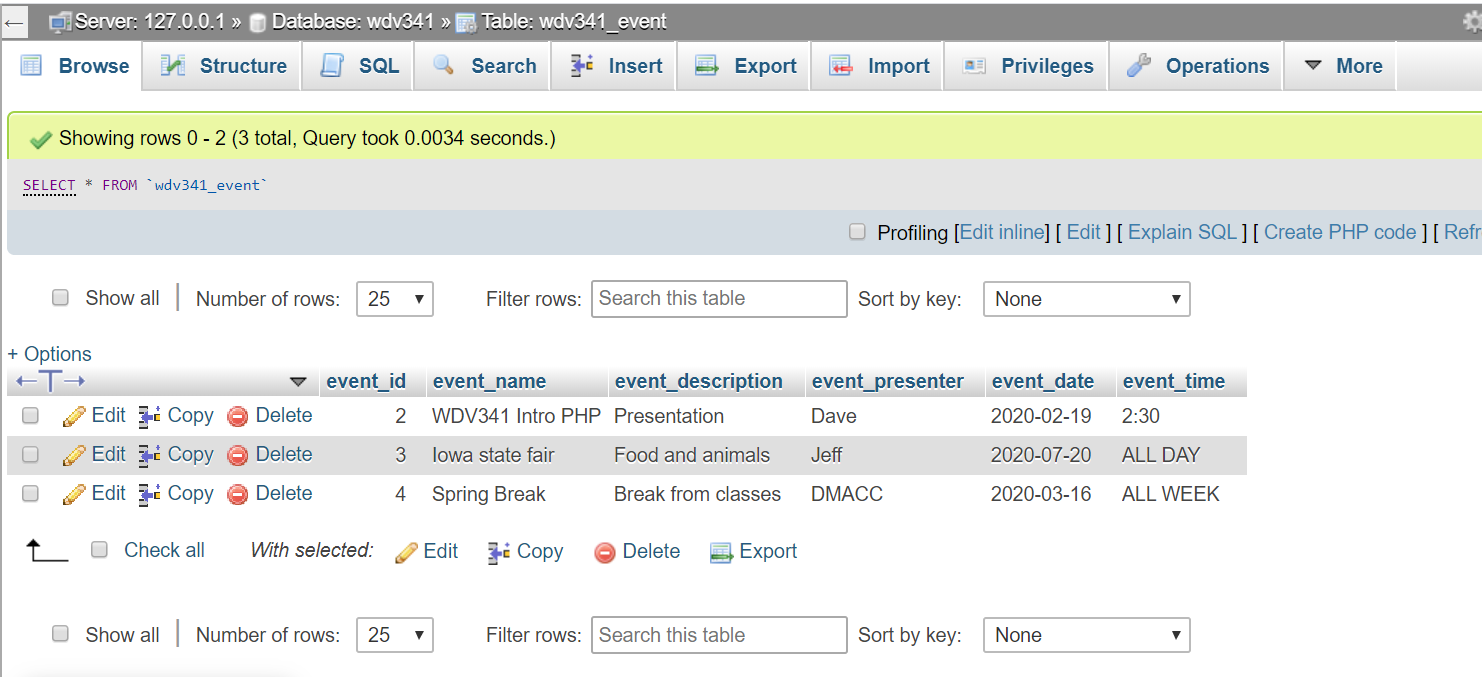 Server: 127.0.0.1 » Database: wdv341 » Table: wdv341_event
Browse Structure SQL Search Insert Export Import Privileges Operations More
Showing rows 0 - 2 (3 total, Query took 0.0034 seconds.)
SELECT * FROM `wdv341_event`
Profiling [Edit inline] [ Edit ] [ Explain SQL ] [ Create PHP code ] [ Refr
Show all | Number of rows: 25 Filter rows: Search this table Sort by key: None
+ Options
event_id event_name event_description event_presenter event_date event_time
Edit Copy Delete 2 WDV341 Intro PHP Presentation Dave 2020-02-19 2:30
Edit Copy Delete 3 Iowa state fair Food and animals Jeff 2020-07-20 ALL DAY
Edit Copy Delete 4 Spring Break Break from classes DMACC 2020-03-16 ALL WEEK
Check all With selected: Edit Copy Delete Export
Show all | Number of rows: 25 Filter rows: Search this table Sort by key: None